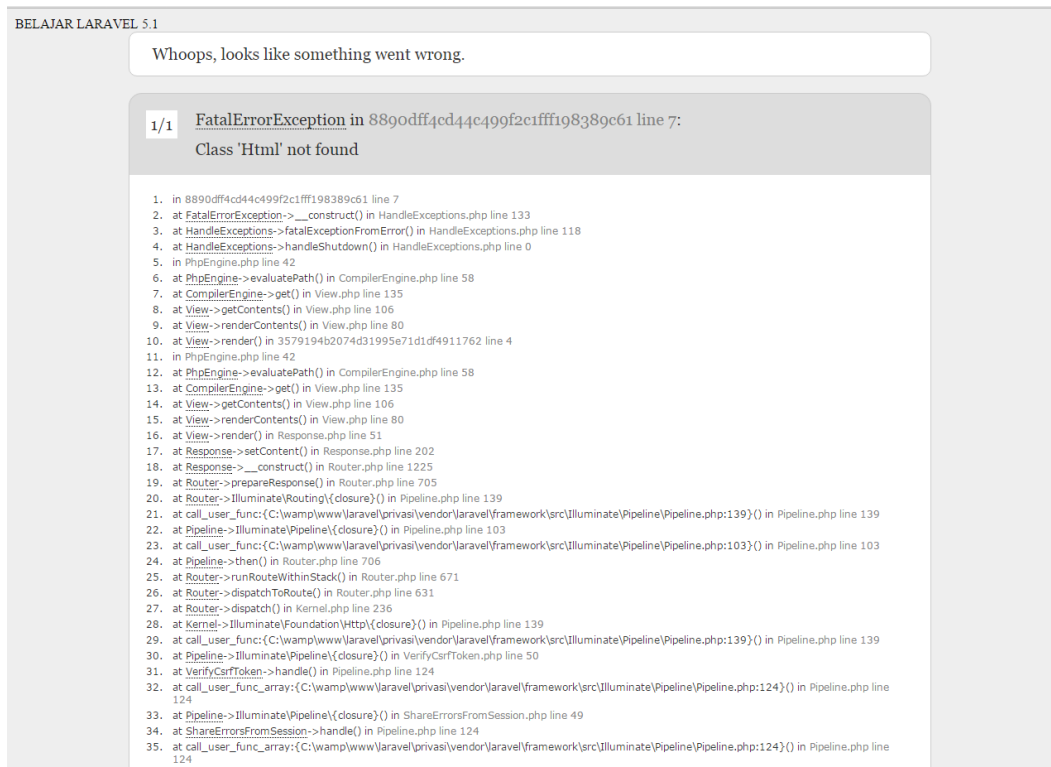 BELAJAR LARAVEL 5.1
Whoops, looks like something went wrong.
1/1 FatalErrorException in 8890dff4cd44c499f2c1fff198389c61 line 7:
Class 'Html' not found
1. in 8890dff4cd44c499f2c1fff198389c61 line 7
2. at FatalErrorException->__construct() in HandleExceptions.php line 133
3. at HandleExceptions->fatalExceptionFromError() in HandleExceptions.php line 118
4. at HandleExceptions->handleShutdown() in HandleExceptions.php line 0
5. in PhpEngine.php line 42
6. at PhpEngine->evaluatePath() in CompilerEngine.php line 58
7. at CompilerEngine->get() in View.php line 135
8. at View->getContents() in View.php line 106
9. at View->renderContents() in View.php line 80
10. at View->render() in 3579194b2074d31995e71d1df4911762 line 4
11. in PhpEngine.php line 42
12. at PhpEngine->evaluatePath() in CompilerEngine.php line 58
13. at CompilerEngine->get() in View.php line 135
14. at View->getContents() in View.php line 106
15. at View->renderContents() in View.php line 80
16. at View->render() in Response.php line 51
17. at Response->setContent() in Response.php line 202
18. at Response->__construct() in Router.php line 1225
19. at Router->prepareResponse() in Router.php line 705
20. at Router->Illuminate\Routing\{closure}() in Pipeline.php line 139
21. at call_user_func:{C:\wamp\www\laravel\privasi\vendor\laravel\framework\src\Illuminate\Pipeline\Pipeline.php:139}() in Pipeline.php line 139
22. at Pipeline->Illuminate\Pipeline\{closure}() in Pipeline.php line 103
23. at call_user_func:{C:\wamp\www\laravel\privasi\vendor\laravel\framework\src\Illuminate\Pipeline\Pipeline.php:103}() in Pipeline.php line 103
24. at Pipeline->then() in Router.php line 706
25. at Router->runRouteWithinStack() in Router.php line 671
26. at Router->dispatchToRoute() in Router.php line 631
27. at Router->dispatch() in Kernel.php line 236
28. at Kernel->Illuminate\Foundation\Http\{closure}() in Pipeline.php line 139
29. at call_user_func:{C:\wamp\www\laravel\privasi\vendor\laravel\framework\src\Illuminate\Pipeline\Pipeline.php:139}() in Pipeline.php line 139
30. at Pipeline->Illuminate\Pipeline\{closure}() in VerifyCsrfToken.php line 50
31. at VerifyCsrfToken->handle() in Pipeline.php line 124
32. at call_user_func_array:{C:\wamp\www\laravel\privasi\vendor\laravel\framework\src\Illuminate\Pipeline\Pipeline.php:124}() in Pipeline.php line
124
33. at Pipeline->Illuminate\Pipeline\{closure}() in ShareErrorsFromSession.php line 49
34. at ShareErrorsFromSession->handle() in Pipeline.php line 124
35. at call_user_func_array:{C:\wamp\www\laravel\privasi\vendor\laravel\framework\src\Illuminate\Pipeline\Pipeline.php:124}() in Pipeline.php line
124